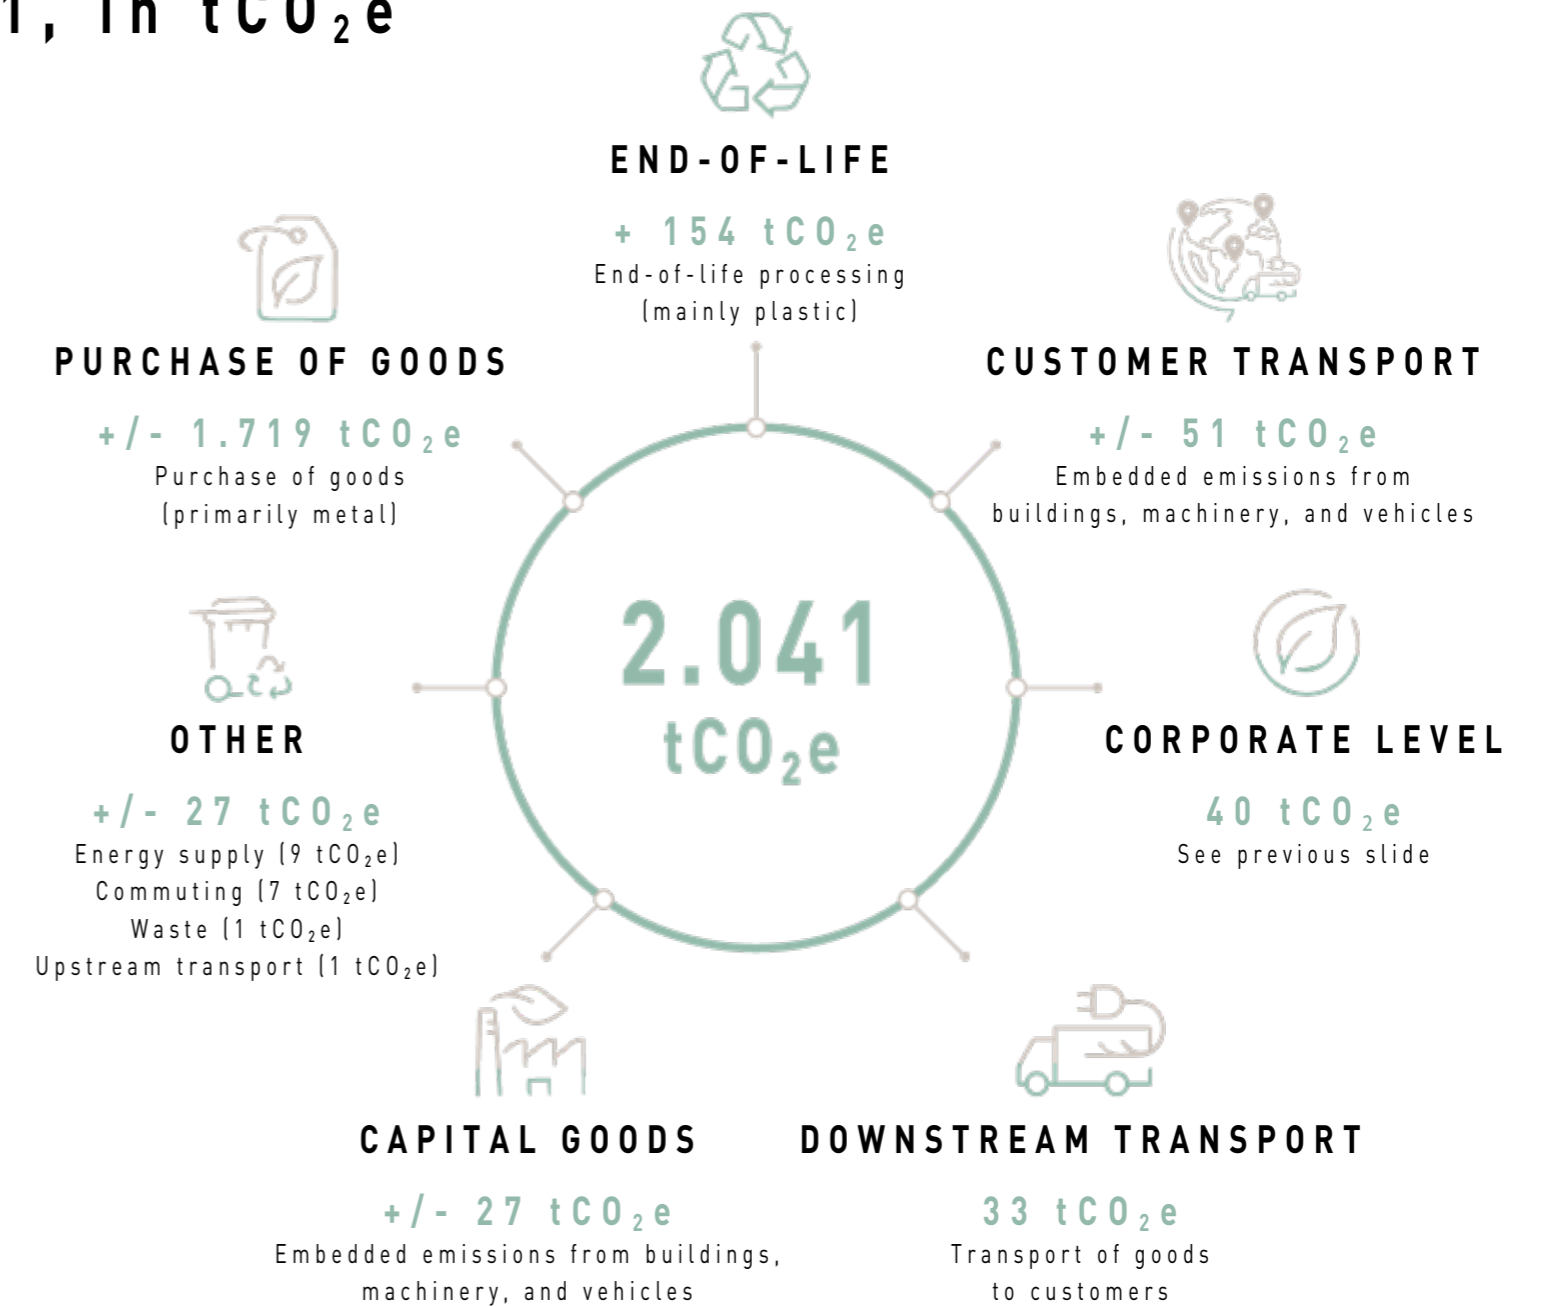 1, in tCO₂e
END-OF-LIFE
+ 154 tCO₂e
End-of-life processing
(mainly plastic)
PURCHASE OF GOODS
+/- 1.719 tCO₂e
Purchase of goods
(primarily metal)
CUSTOMER TRANSPORT
+/- 51 tCO₂e
Embedded emissions from
buildings, machinery, and vehicles
2.041
tCO₂e
OTHER
+/- 27 tCO₂e
Energy supply (9 tCO₂e)
Commuting (7 tCO₂e)
Waste (1 tCO₂e)
Upstream transport (1 tCO₂e)
CORPORATE LEVEL
40 tCO₂e
See previous slide
CAPITAL GOODS
+/- 27 tCO₂e
Embedded emissions from buildings,
machinery, and vehicles
DOWNSTREAM TRANSPORT
33 tCO₂e
Transport of goods
to customers